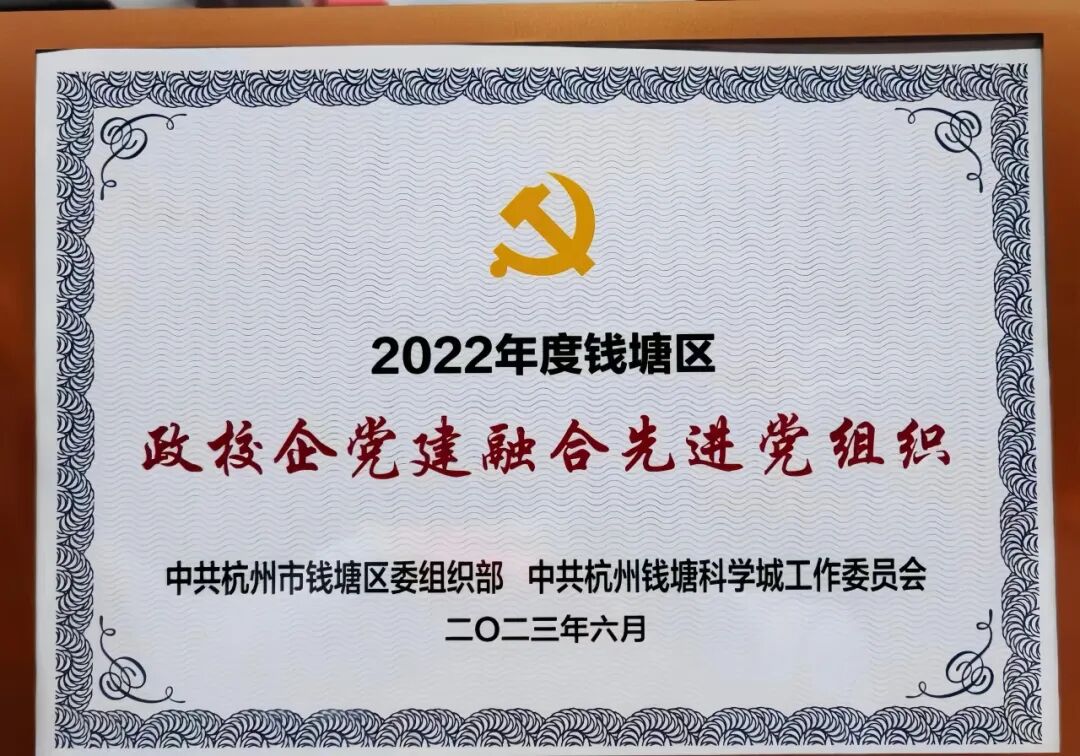 2022年度钱塘区
政校企党建融合先进党组织
中共杭州市钱塘区委组织部 中共杭州钱塘科学城工作委员会
二〇二三年六月